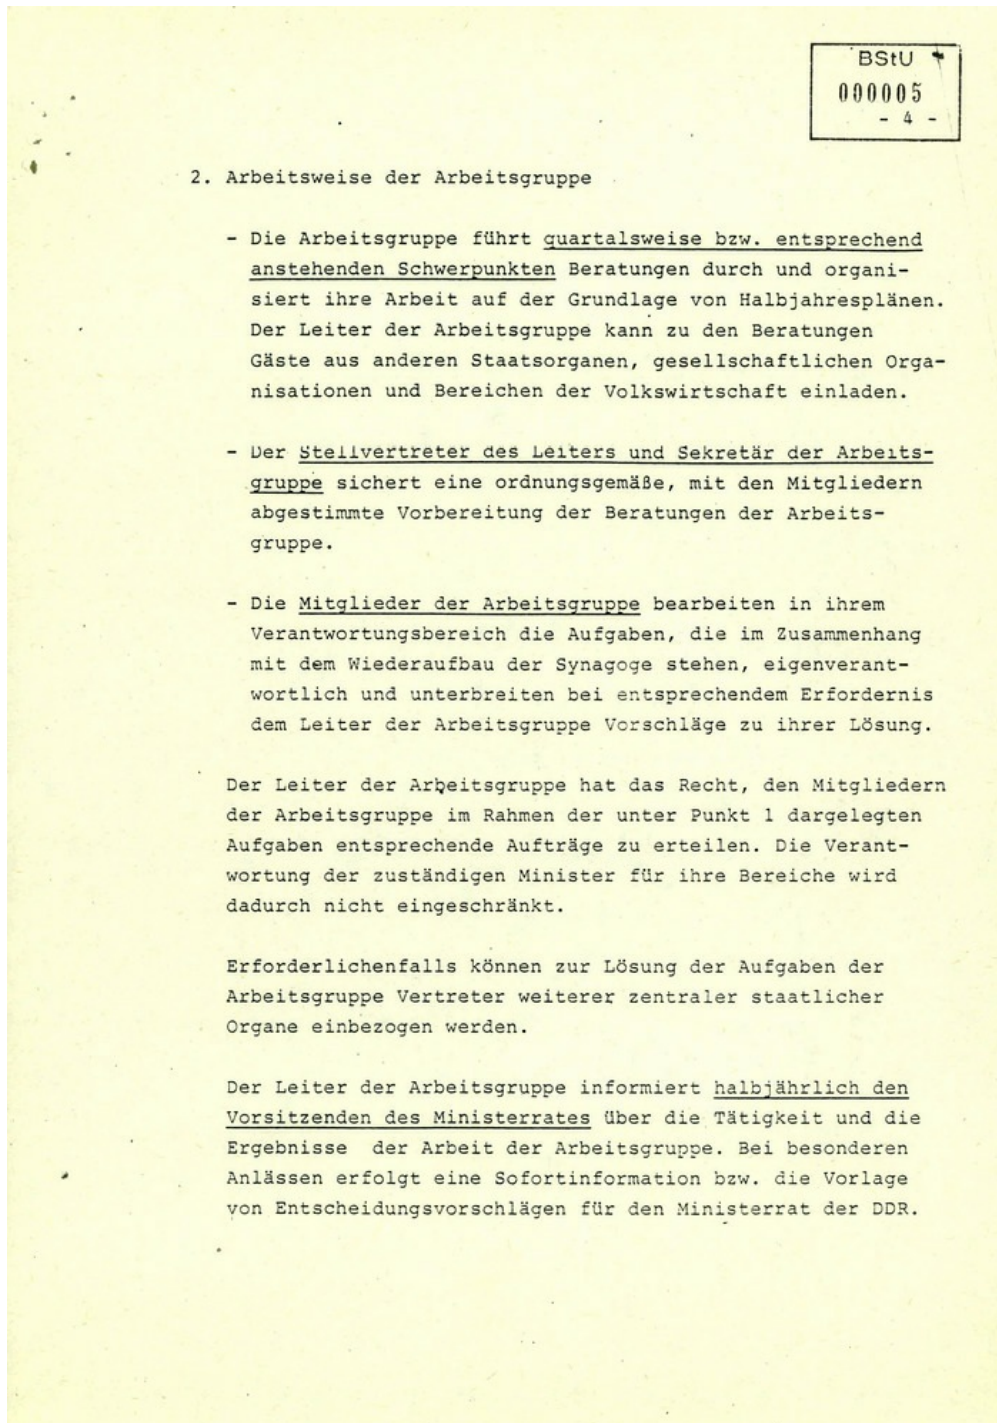 BStU
000005
- 4 -
2. Arbeitsweise der Arbeitsgruppe
- Die Arbeitsgruppe führt quartalsweise bzw. entsprechend
anstehenden Schwerpunkten Beratungen durch und organi-
siert ihre Arbeit auf der Grundlage von Halbjahresplänen.
Der Leiter der Arbeitsgruppe kann zu den Beratungen
Gäste aus anderen Staatsorganen, gesellschaftlichen Orga-
nisationen und Bereichen der Volkswirtschaft einladen.
- Der Stellvertreter des Leiters und Sekretär der Arbeits-
gruppe sichert eine ordnungsgemäße, mit den Mitgliedern
abgestimmte Vorbereitung der Beratungen der Arbeits-
gruppe.
- Die Mitglieder der Arbeitsgruppe bearbeiten in ihrem
Verantwortungsbereich die Aufgaben, die im Zusammenhang
mit dem Wiederaufbau der Synagoge stehen, eigenverant-
wortlich und unterbreiten bei entsprechendem Erfordernis
dem Leiter der Arbeitsgruppe Vorschläge zu ihrer Lösung.
Der Leiter der Arbeitsgruppe hat das Recht, den Mitgliedern
der Arbeitsgruppe im Rahmen der unter Punkt 1 dargelegten
Aufgaben entsprechende Aufträge zu erteilen. Die Verant-
wortung der zuständigen Minister für ihre Bereiche wird
dadurch nicht eingeschränkt.
Erforderlichenfalls können zur Lösung der Aufgaben der
Arbeitsgruppe Vertreter weiterer zentraler staatlicher
Organe einbezogen werden.
Der Leiter der Arbeitsgruppe informiert halbjährlich den
Vorsitzenden des Ministerrates über die Tätigkeit und die
Ergebnisse der Arbeit der Arbeitsgruppe. Bei besonderen
Anlässen erfolgt eine Sofortinformation bzw. die Vorlage
von Entscheidungsvorschlägen für den Ministerrat der DDR.